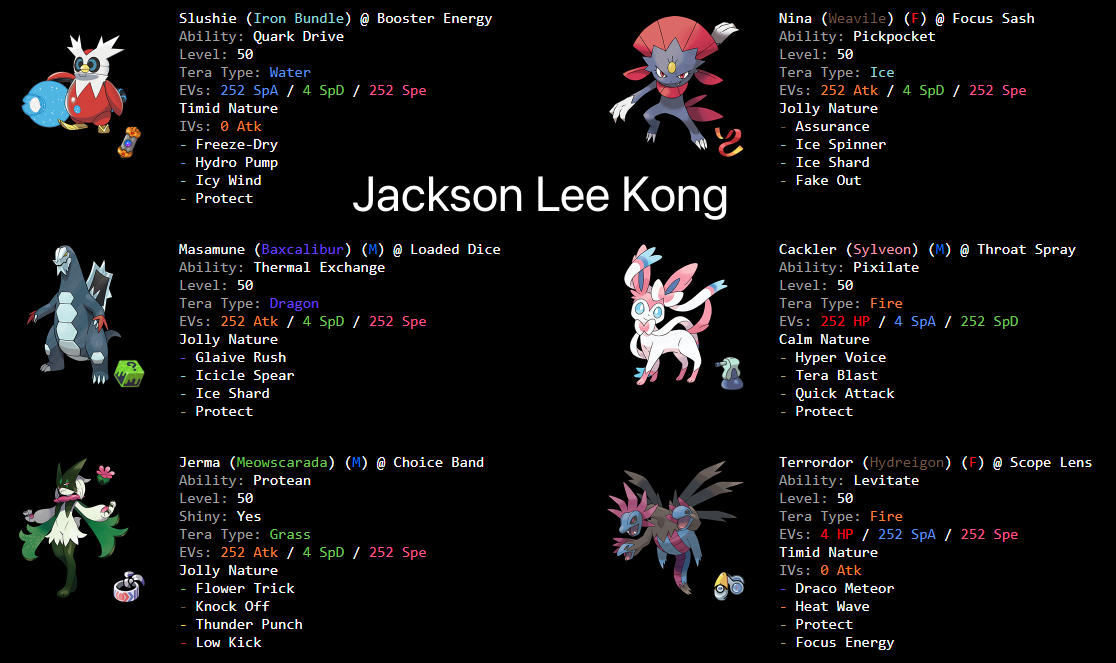 Slushie (Iron Bundle) @ Booster Energy
Ability: Quark Drive
Level: 50
Tera Type: Water
EVs: 252 SpA / 4 SpD / 252 Spe
Timid Nature
IVs: 0 Atk
- Freeze-Dry
- Hydro Pump
- Icy Wind
- Protect
Nina (Weavile) (F) @ Focus Sash
Ability: Pickpocket
Level: 50
Tera Type: Ice
EVs: 252 Atk / 4 SpD / 252 Spe
Jolly Nature
- Assurance
- Ice Spinner
- Ice Shard
- Fake Out
Jackson Lee Kong
Masamune (Baxcalibur) (M) @ Loaded Dice
Ability: Thermal Exchange
Level: 50
Tera Type: Dragon
EVs: 252 Atk / 4 SpD / 252 Spe
Jolly Nature
- Glaive Rush
- Icicle Spear
- Ice Shard
- Protect
Cackler (Sylveon) (M) @ Throat Spray
Ability: Pixilate
Level: 50
Tera Type: Fire
EVs: 252 HP / 4 SpA / 252 SpD
Calm Nature
- Hyper Voice
- Tera Blast
- Quick Attack
- Protect
Jerma (Meowscarada) (M) @ Choice Band
Ability: Protean
Level: 50
Shiny: Yes
Tera Type: Grass
EVs: 252 Atk / 4 SpD / 252 Spe
Jolly Nature
- Flower Trick
- Knock Off
- Thunder Punch
- Low Kick
Terrordor (Hydreigon) (F) @ Scope Lens
Ability: Levitate
Level: 50
Tera Type: Fire
EVs: 4 HP / 252 SpA / 252 Spe
Timid Nature
IVs: 0 Atk
- Draco Meteor
- Heat Wave
- Protect
- Focus Energy